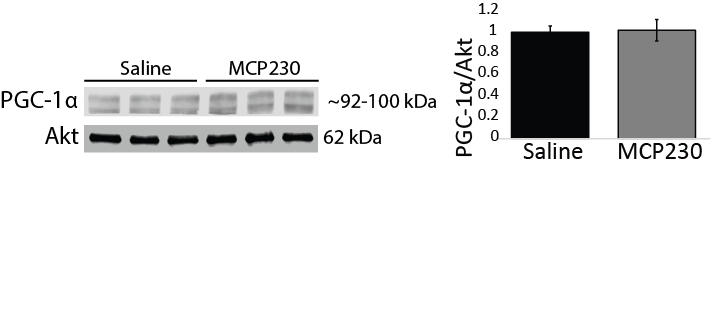 Saline MCP230
PGC-1α ~92-100 kDa
Akt 62 kDa
PGC-1α/Akt
1.2
1
0.8
0.6
0.4
0.2
0
Saline MCP230